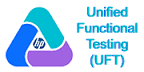 hp
Unified
Functional
Testing
(UFT)